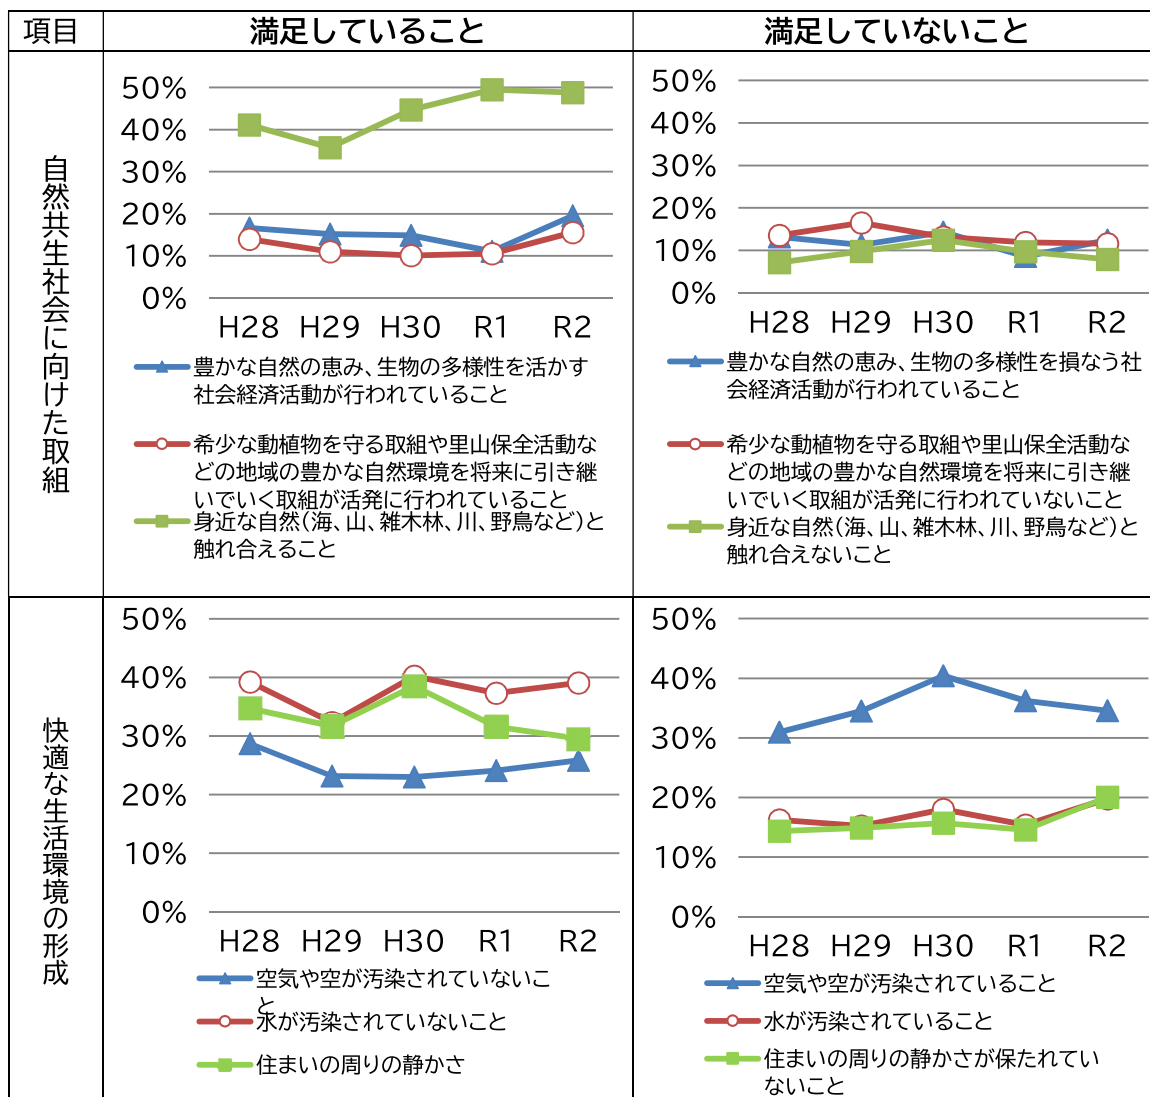 項目
満足していること
満足していないこと
自然共生社会に向けた取組
50%
40%
30%
20%
10%
0%
H28 H29 H30 R1 R2
豊かな自然の恵み、生物の多様性を活かす
社会経済活動が行われていること
希少な動植物を守る取組や里山保全活動な
どの地域の豊かな自然環境を将来に引き継
いでいく取組が活発に行われていること
身近な自然(海、山、雑木林、川、野鳥など)と
触れ合えること
50%
40%
30%
20%
10%
0%
H28 H29 H30 R1 R2
豊かな自然の恵み、生物の多様性を損なう社
会経済活動が行われていること
希少な動植物を守る取組や里山保全活動な
どの地域の豊かな自然環境を将来に引き継
いでいく取組が活発に行われていないこと
身近な自然(海、山、雑木林、川、野鳥など)と
触れ合えないこと
快適な生活環境の形成
50%
40%
30%
20%
10%
0%
H28 H29 H30 R1 R2
空気や空が汚染されていないこ
と
水が汚染されていないこと
住まいの周りの静かさ
50%
40%
30%
20%
10%
0%
H28 H29 H30 R1 R2
空気や空が汚染されていること
水が汚染されていること
住まいの周りの静かさが保たれてい
ないこと